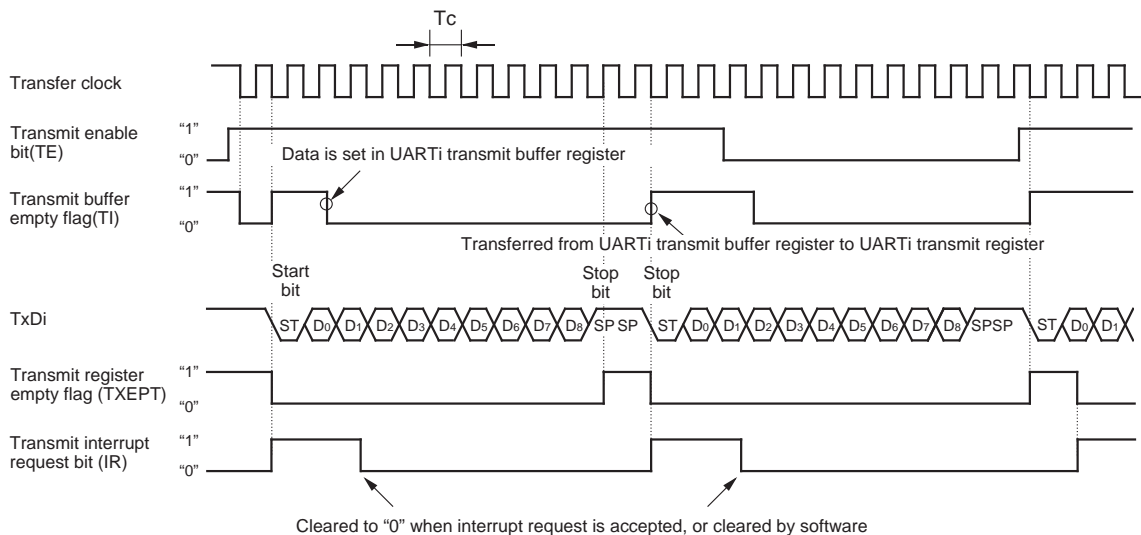 Tc
Transfer clock
Transmit enable
bit(TE)
“1”
“0”
Data is set in UARTi transmit buffer register
Transmit buffer
empty flag(TI)
“1”
“0”
Transferred from UARTi transmit buffer register to UARTi transmit register
Start
bit
Stop
bit
Stop
bit
TxDi
ST D0 D1 D2 D3 D4 D5 D6 D7 D8 SP SP ST D0 D1 D2 D3 D4 D5 D6 D7 D8 SPSP ST D0 D1
Transmit register
empty flag (TXEPT)
“1”
“0”
Transmit interrupt
request bit (IR)
“1”
“0”
Cleared to “0” when interrupt request is accepted, or cleared by software